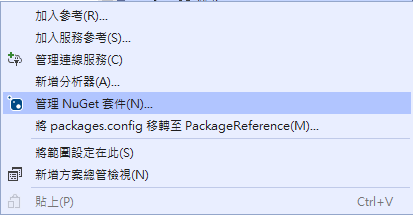 加入參考(R)...
加入服務參考(S)...
管理連線服務(C)
新增分析器(A)...
管理 NuGet 套件(N)...
將 packages.config 移轉至 PackageReference(M)...
將範圍設定在此(S)
新增方案總管檢視(N)
貼上(P) Ctrl+V